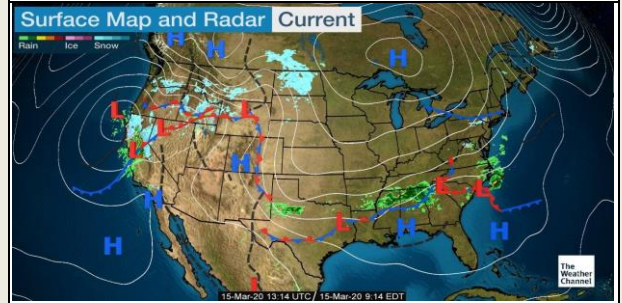 Surface Map and Radar Current
Rain Ice Snow
H
H
H
L
L
L
L
H
H
L
L
L
H
H
H
L
The
Weather
Channel
15-Mar-20 13:14 UTC / 15-Mar-20 9:14 EDT